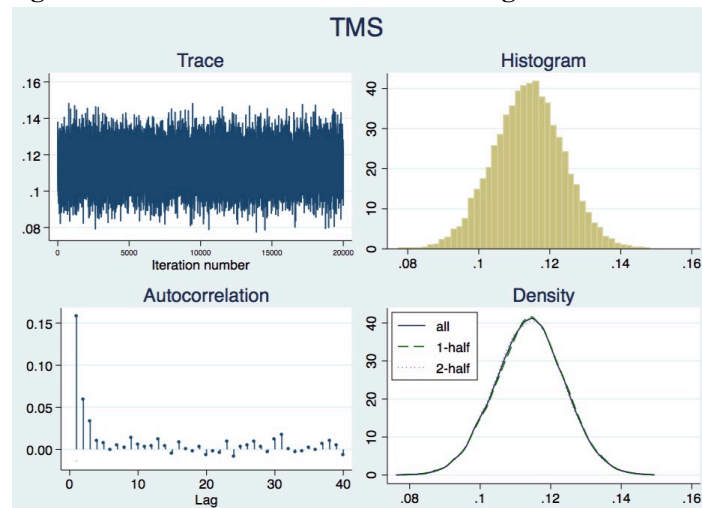 TMS
Trace
.16
.14
.12
.1
.08
0 5000 10000 15000 20000
Iteration number
Histogram
40
30
20
10
0
.08 .1 .12 .14 .16
Autocorrelation
0.15
0.10
0.05
0.00
0 10 20 30 40
Lag
Density
all
1-half
2-half
40
30
20
10
0
.08 .1 .12 .14 .16